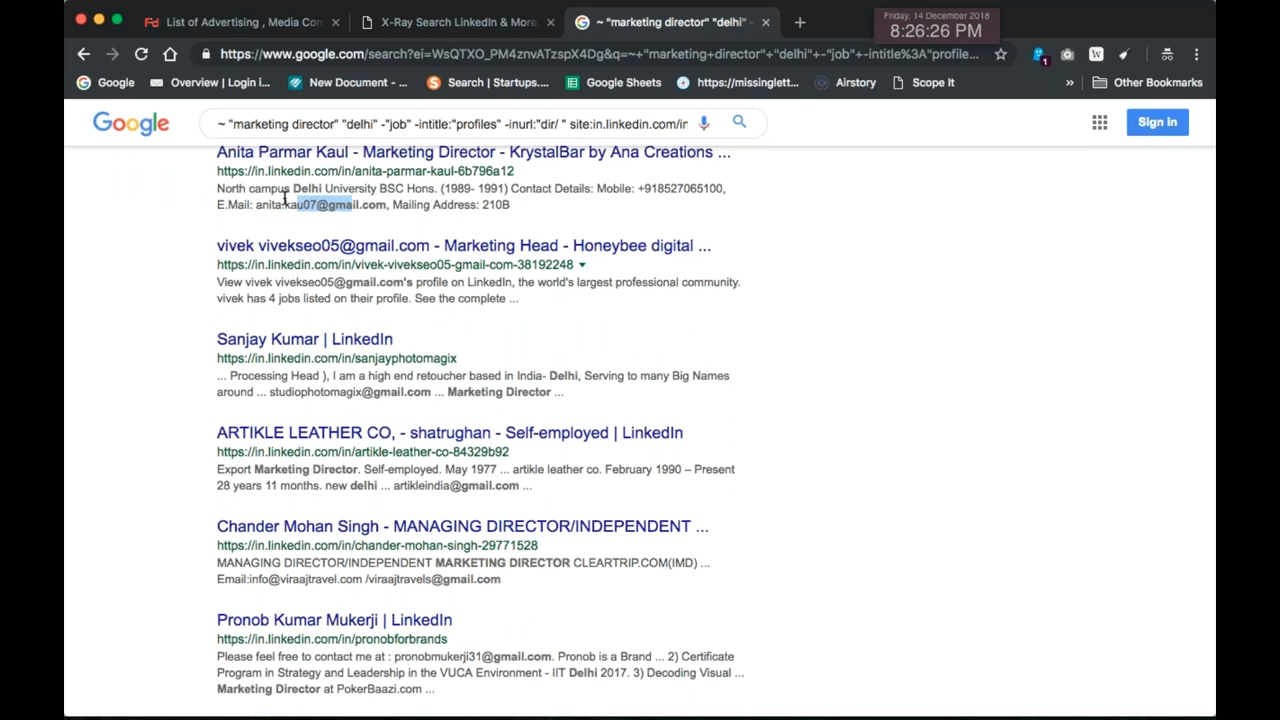 List of Advertising , Media Con
X-Ray Search LinkedIn & More.
~ "marketing director" "delhi" -
Friday, 14 December 2018
8:26:26 PM
https://www.google.com/search?ei=WsQTXO_PM4znvATzspX4Dg&q=~+"marketing+director"+"delhi"+-"job"+-intitle%3A"profile...
1
Google
Overview | Login i...
New Document - ...
Search | Startups....
Google Sheets
https://missinglett...
Airstory
Scope It
»
Other Bookmarks
Google
~ "marketing director" "delhi" -"job" -intitle:"profiles" -inurl:"dir/ " site:in.linkedin.com/in
Sign in
Anita Parmar Kaul - Marketing Director - KrystalBar by Ana Creations ...
https://in.linkedin.com/in/anita-parmar-kaul-6b796a12
North campus Delhi University BSC Hons. (1989- 1991) Contact Details: Mobile: +918527065100,
E.Mail: anita.kau07@gmail.com, Mailing Address: 210B
vivek vivekseo05@gmail.com - Marketing Head - Honeybee digital ...
https://in.linkedin.com/in/vivek-vivekseo05-gmail-com-38192248
View vivek vivekseo05@gmail.com's profile on LinkedIn, the world's largest professional community.
vivek has 4 jobs listed on their profile. See the complete ...
Sanjay Kumar | LinkedIn
https://in.linkedin.com/in/sanjayphotomagix
... Processing Head ), I am a high end retoucher based in India- Delhi, Serving to many Big Names
around ... studiophotomagix@gmail.com ... Marketing Director ...
ARTIKLE LEATHER CO, - shatrughan - Self-employed | LinkedIn
https://in.linkedin.com/in/artikle-leather-co-84329b92
Export Marketing Director. Self-employed. May 1977 ... artikle leather co. February 1990 – Present
28 years 11 months. new delhi ... artikleindia@gmail.com ...
Chander Mohan Singh - MANAGING DIRECTOR/INDEPENDENT ...
https://in.linkedin.com/in/chander-mohan-singh-29771528
MANAGING DIRECTOR/INDEPENDENT MARKETING DIRECTOR CLEARTRIP.COM(IMD) ...
Email:info@viraajtravel.com /viraajtravels@gmail.com
Pronob Kumar Mukerji | LinkedIn
https://in.linkedin.com/in/pronobforbrands
Please feel free to contact me at : pronobmukerji31@gmail.com. Pronob is a Brand ... 2) Certificate
Program in Strategy and Leadership in the VUCA Environment - IIT Delhi 2017. 3) Decoding Visual ...
Marketing Director at PokerBaazi.com ...